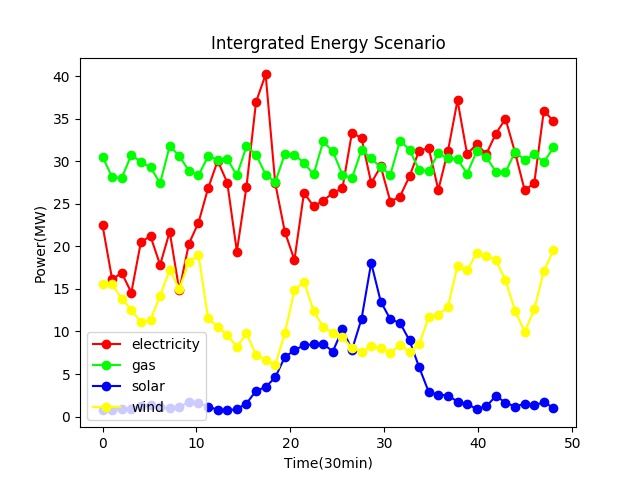 Intergrated Energy Scenario
Power(MW)
40
35
30
25
20
15
10
5
0
electricity
gas
solar
wind
0 10 20 30 40 50
Time(30min)